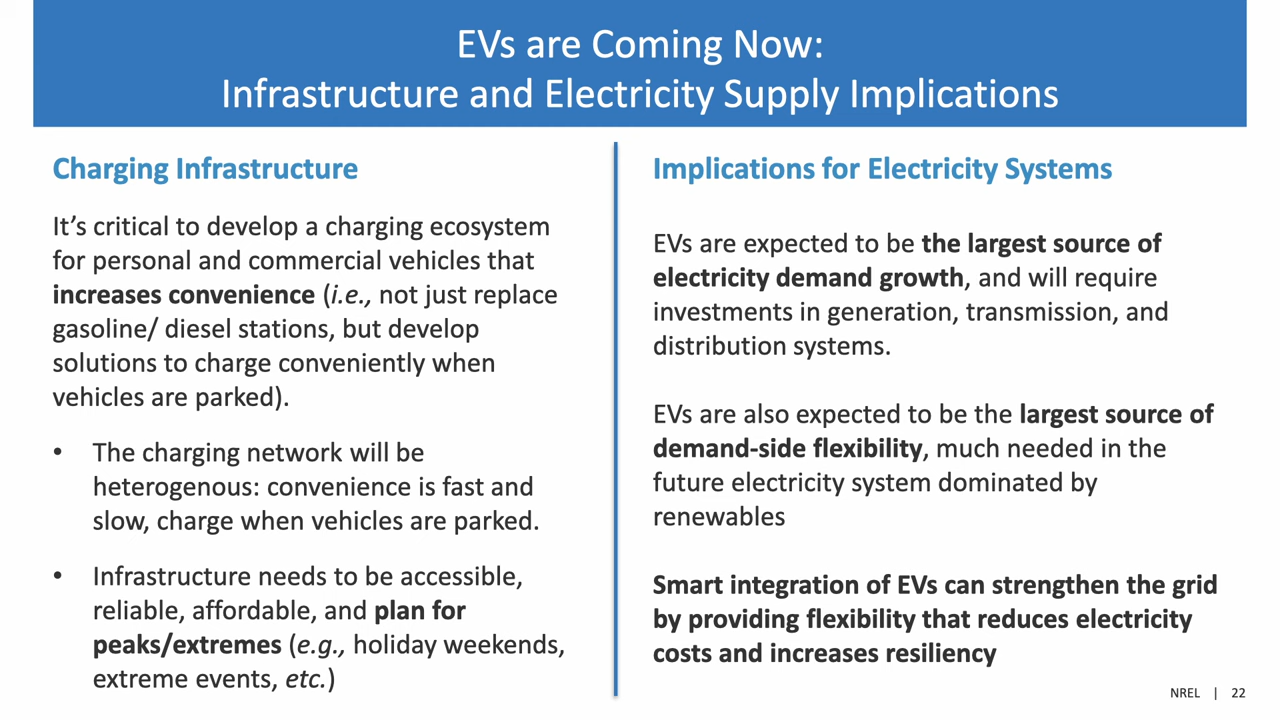 EVs are Coming Now:
Infrastructure and Electricity Supply Implications
Charging Infrastructure
It’s critical to develop a charging ecosystem
for personal and commercial vehicles that
increases convenience (i.e., not just replace
gasoline/ diesel stations, but develop
solutions to charge conveniently when
vehicles are parked).
• The charging network will be
heterogenous: convenience is fast and
slow, charge when vehicles are parked.
• Infrastructure needs to be accessible,
reliable, affordable, and plan for
peaks/extremes (e.g., holiday weekends,
extreme events, etc.)
Implications for Electricity Systems
EVs are expected to be the largest source of
electricity demand growth, and will require
investments in generation, transmission, and
distribution systems.
EVs are also expected to be the largest source of
demand-side flexibility, much needed in the
future electricity system dominated by
renewables
Smart integration of EVs can strengthen the grid
by providing flexibility that reduces electricity
costs and increases resiliency
NREL | 22